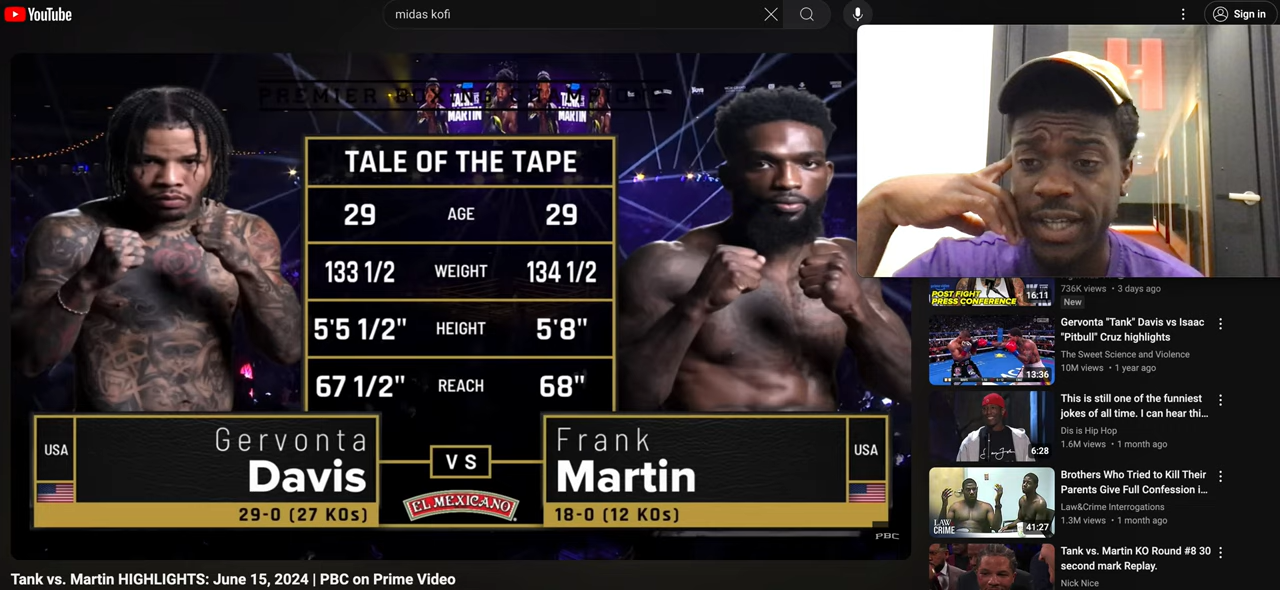 YouTube
midas kofi
Sign in
PREMIER BOXING CHAMPIONS
TANK
MARTIN
TANK
MARTIN
TALE OF THE TAPE
29 AGE 29
133 1/2 WEIGHT 134 1/2
5'5 1/2" HEIGHT 5'8"
67 1/2" REACH 68"
USA
Gervonta
Davis
29-0 (27 KOs)
VS
EL MEXICANO
Frank
Martin
18-0 (12 KOs)
USA
PBC
Tank vs. Martin HIGHLIGHTS: June 15, 2024 | PBC on Prime Video
H
POST FIGHT
PRESS CONFERENCE
16:11
736K views • 3 days ago
New
13:36
Gervonta "Tank" Davis vs Isaac
"Pitbull" Cruz highlights
The Sweet Science and Violence
10M views • 1 year ago
6:28
This is still one of the funniest
jokes of all time. I can hear thi...
Dis is Hip Hop
1.6M views • 1 month ago
LAW&
CRIME
41:27
Brothers Who Tried to Kill Their
Parents Give Full Confession i...
Law&Crime Interrogations
1.3M views • 1 month ago
Tank vs. Martin KO Round #8 30
second mark Replay.
Nick Nice